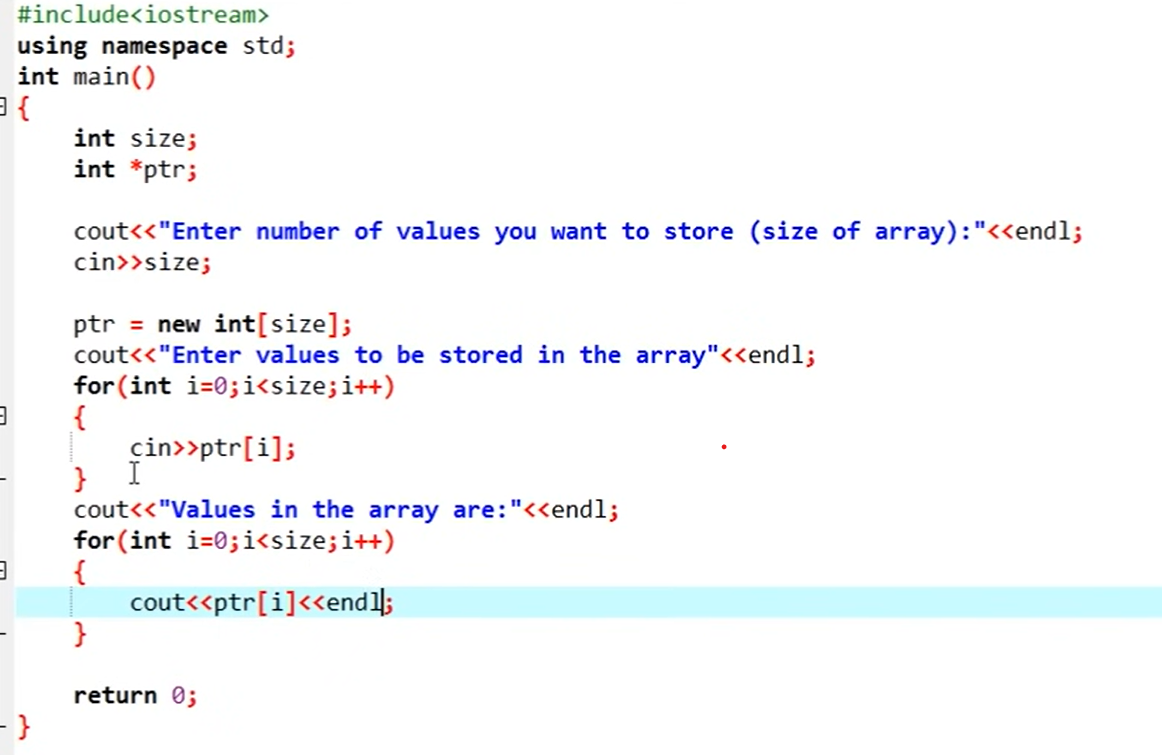 #include<iostream>
using namespace std;
int main()
{
    int size;
    int *ptr;

    cout<<"Enter number of values you want to store (size of array):"<<endl;
    cin>>size;

    ptr = new int[size];
    cout<<"Enter values to be stored in the array"<<endl;
    for(int i=0;i<size;i++)
    {
        cin>>ptr[i];
    }
    cout<<"Values in the array are:"<<endl;
    for(int i=0;i<size;i++)
    {
        cout<<ptr[i]<<endl;
    }

    return 0;
}